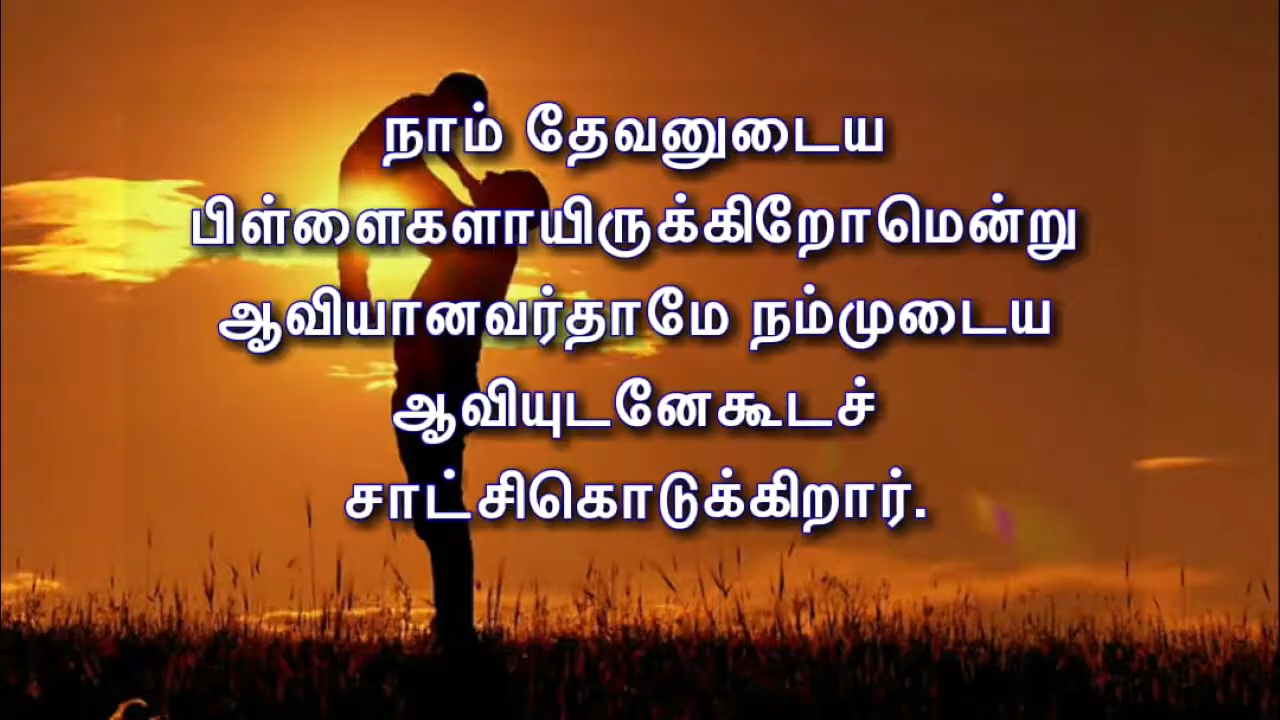 நாம் தேவனுடைய
பிள்ளைகளாயிருக்கிறோமென்று
ஆவியானவர்தாமே நம்முடைய
ஆவியுடனேகூடச்
சாட்சிகொடுக்கிறார்.